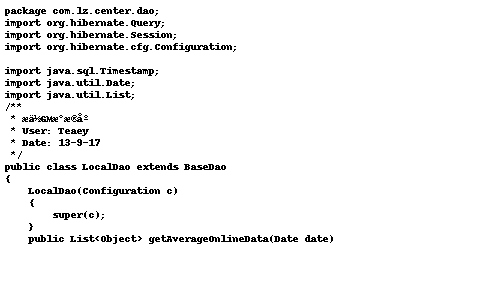 package com.lz.center.dao;
import org.hibernate.Query;
import org.hibernate.Session;
import org.hibernate.cfg.Configuration;
import java.sql.Timestamp;
import java.util.Date;
import java.util.List;
/**
 *
 * User: Teaey
 * Date: 13-9-17
 */
public class LocalDao extends BaseDao
{
    LocalDao(Configuration c)
    {
        super(c);
    }
    public List<Object> getAverageOnlineData(Date date)